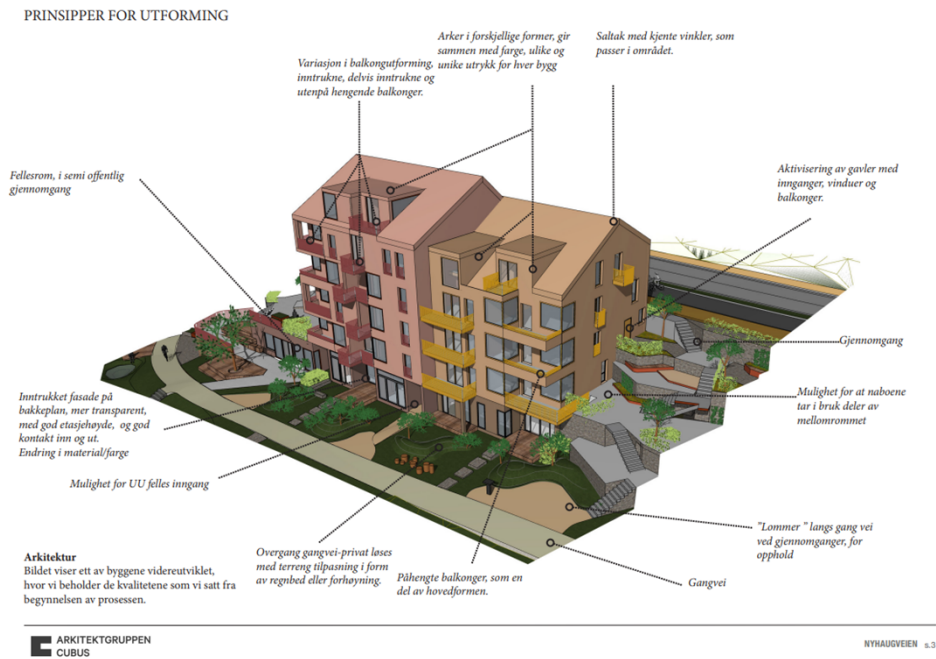 PRINSIPPER FOR UTFORMING
Arker i forskjellige former, gir
sammen med farge, ulike og
unike utrykk for hver bygg
Saltak med kjente vinkler, som
passer i området.
Variasjon i balkongutforming,
inntrukne, delvis inntrukne og
utenpå hengende balkonger.
Fellesrom, i semi offentlig
gjennomgang
Aktivisering av gavler med
innganger, vinduer og
balkonger.
Gjennomgang
Inntrukket fasade på
bakkeplan, mer transparent,
med god etasjehøyde, og god
kontakt inn og ut.
Endring i material/farge
Mulighet for at naboene
tar i bruk deler av
mellomrommet
Mulighet for UU felles inngang
"Lommer" langs gang vei
ved gjennomganger, for
opphold
Overgang gangvei-privat løses
med terreng tilpasning i form
av regnbed eller forhøyning.
Påhengte balkonger, som en
del av hovedformen.
Gangvei
Arkitektur
Bildet viser ett av byggene videreutviklet,
hvor vi beholder de kvalitetene som vi satt fra
begynnelsen av prosessen.
ARKITEKTGRUPPEN
CUBUS
NYHAUGVEIEN s.3